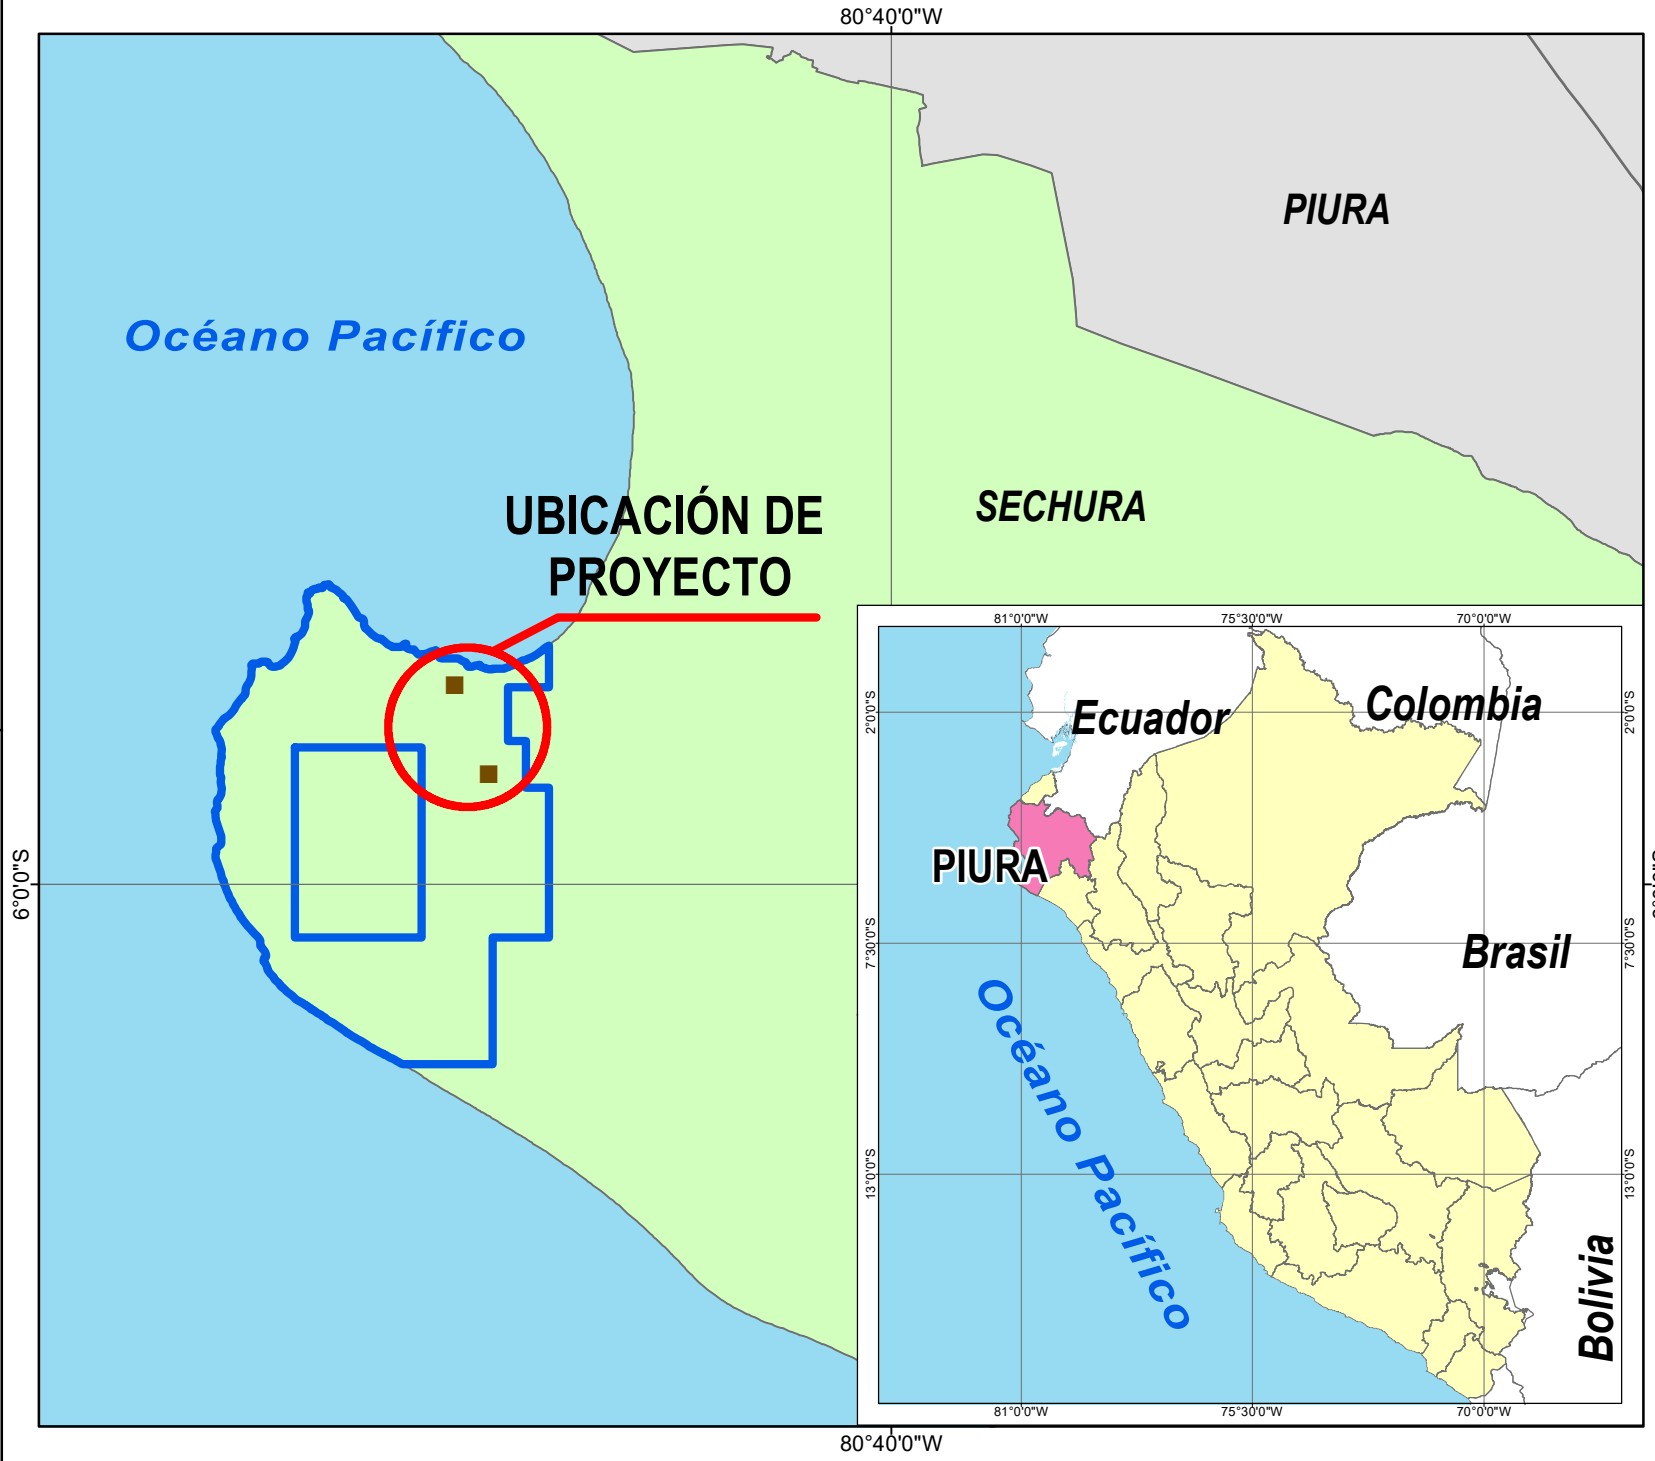 80°40'0"W
PIURA
Océano Pacífico
UBICACIÓN DE
PROYECTO
SECHURA
6°0'0"S
81°0'0"W
75°30'0"W
70°0'0"W
2°0'0"S
2°0'0"S
Ecuador
Colombia
PIURA
7°30'0"S
7°30'0"S
Brasil
Océano Pacífico
13°0'0"S
13°0'0"S
Bolivia
81°0'0"W
75°30'0"W
70°0'0"W
80°40'0"W